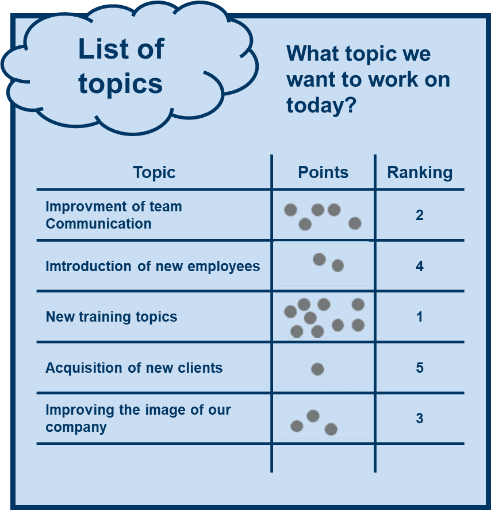 List of
topics
What topic we
want to work on
today?
Topic Points Ranking
Improvment of team
Communication
2
Imtroduction of new employees 4
New training topics 1
Acquisition of new clients 5
Improving the image of our
company
3